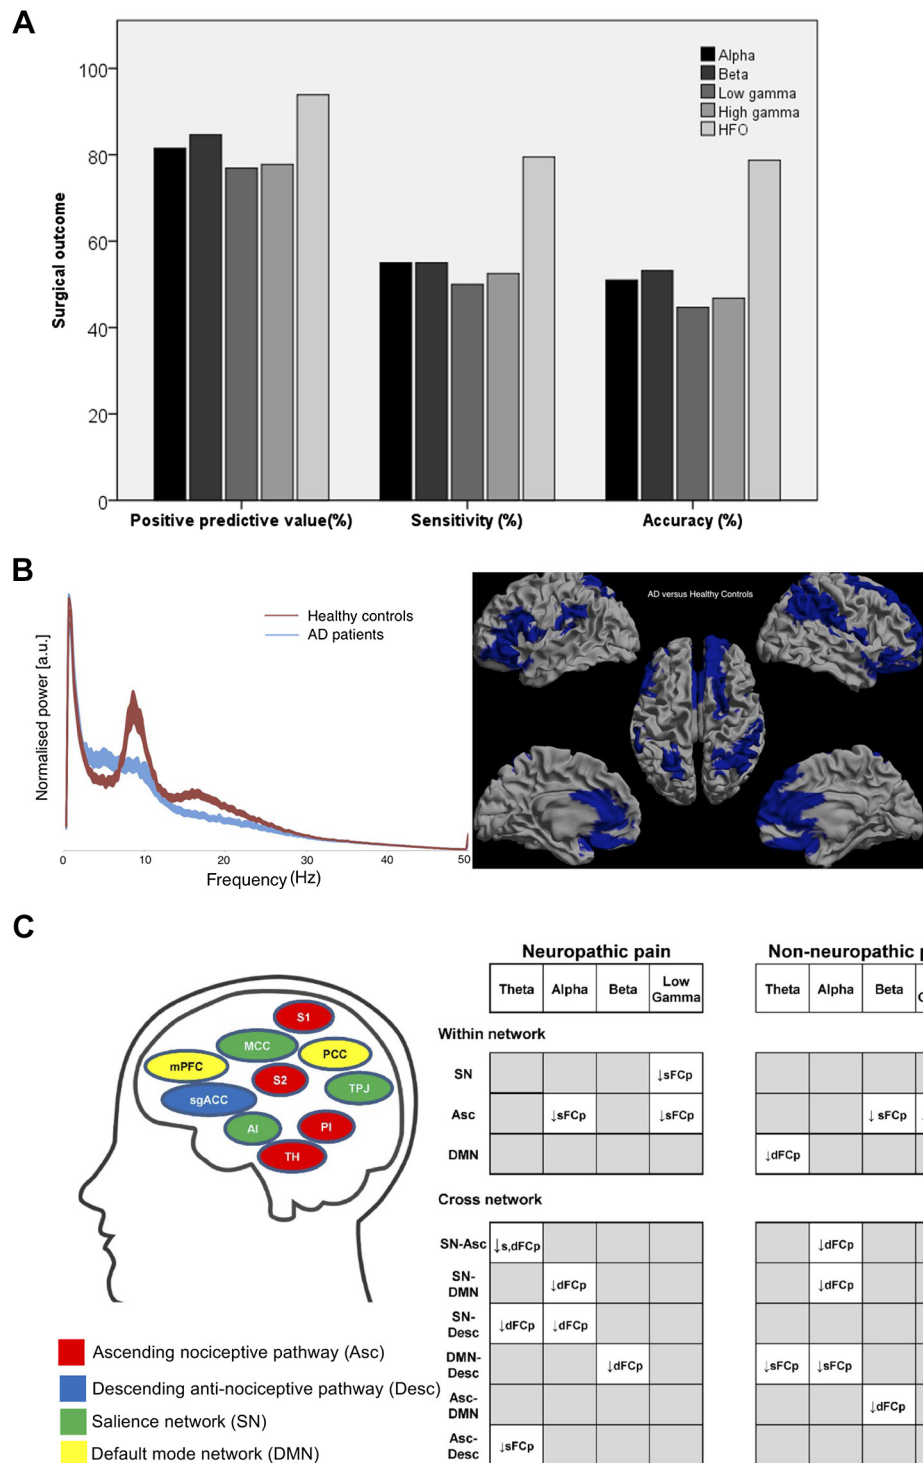 A
100
80
60
40
20
0
Surgical outcome
Alpha
Beta
Low gamma
High gamma
HFO
Positive predictive value(%)
Sensitivity (%)
Accuracy (%)
B
Normalised power [a.u.]
Healthy controls
AD patients
0 10 20 30 40 50
Frequency (Hz)
AD versus Healthy Controls
C
S1
MCC
PCC
mPFC
S2
TPJ
sgACC
AI
PI
TH
Ascending nociceptive pathway (Asc)
Descending anti-nociceptive pathway (Desc)
Salience network (SN)
Default mode network (DMN)
Neuropathic pain
Non-neuropathic p
Theta Alpha Beta Low Gamma
Theta Alpha Beta
Within network
SN ↓sFCp
Asc ↓sFCp ↓sFCp ↓sFCp
DMN ↓dFCp
Cross network
SN-Asc ↓s,dFCp ↓dFCp
SN-
DMN ↓dFCp ↓dFCp
SN-
Desc ↓dFCp ↓dFCp
DMN-
Desc ↓dFCp ↓sFCp ↓sFCp
Asc-
DMN ↓dFCp
Asc-
Desc ↓sFCp